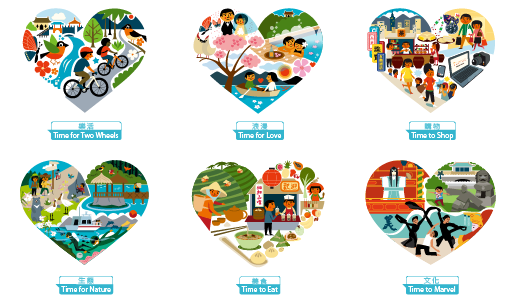 樂活
Time for Two Wheels
浪漫
Time for Love
購物
Time to Shop
生態
Time for Nature
美食
Time to Eat
文化
Time to Marvel